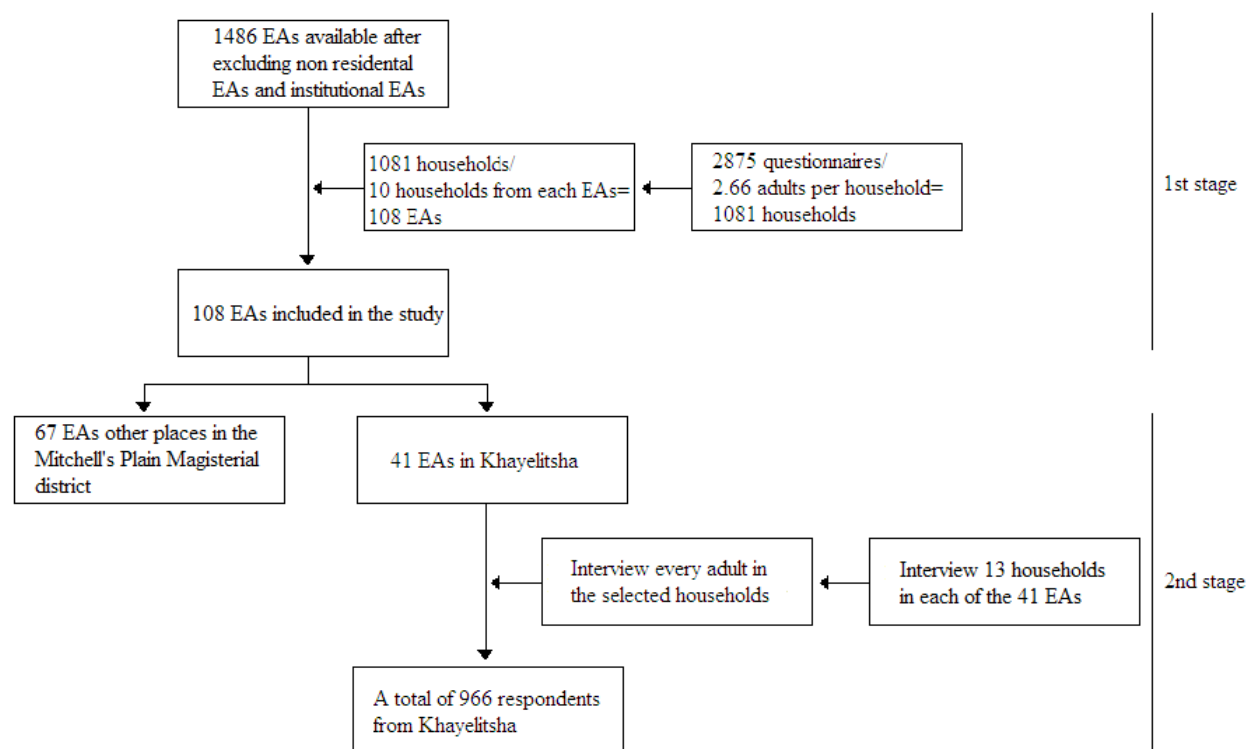 1486 EAs available after
excluding non residental
EAs and institutional EAs
1081 households/
10 households from each EAs=
108 EAs
2875 questionnaires/
2.66 adults per household=
1081 households
1st stage
108 EAs included in the study
67 EAs other places in the
Mitchell's Plain Magisterial
district
41 EAs in Khayelitsha
Interview every adult in
the selected households
Interview 13 households
in each of the 41 EAs
2nd stage
A total of 966 respondents
from Khayelitsha